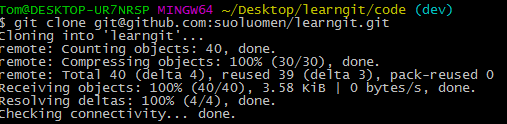 Tom@DESKTOP-UR7NRSP MINGW64 ~/Desktop/learngit/code (dev)
$ git clone git@github.com:suoluomen/learngit.git
Cloning into 'learngit'...
remote: Counting objects: 40, done.
remote: Compressing objects: 100% (30/30), done.
remote: Total 40 (delta 4), reused 39 (delta 3), pack-reused 0
Receiving objects: 100% (40/40), 3.58 KiB | 0 bytes/s, done.
Resolving deltas: 100% (4/4), done.
Checking connectivity... done.